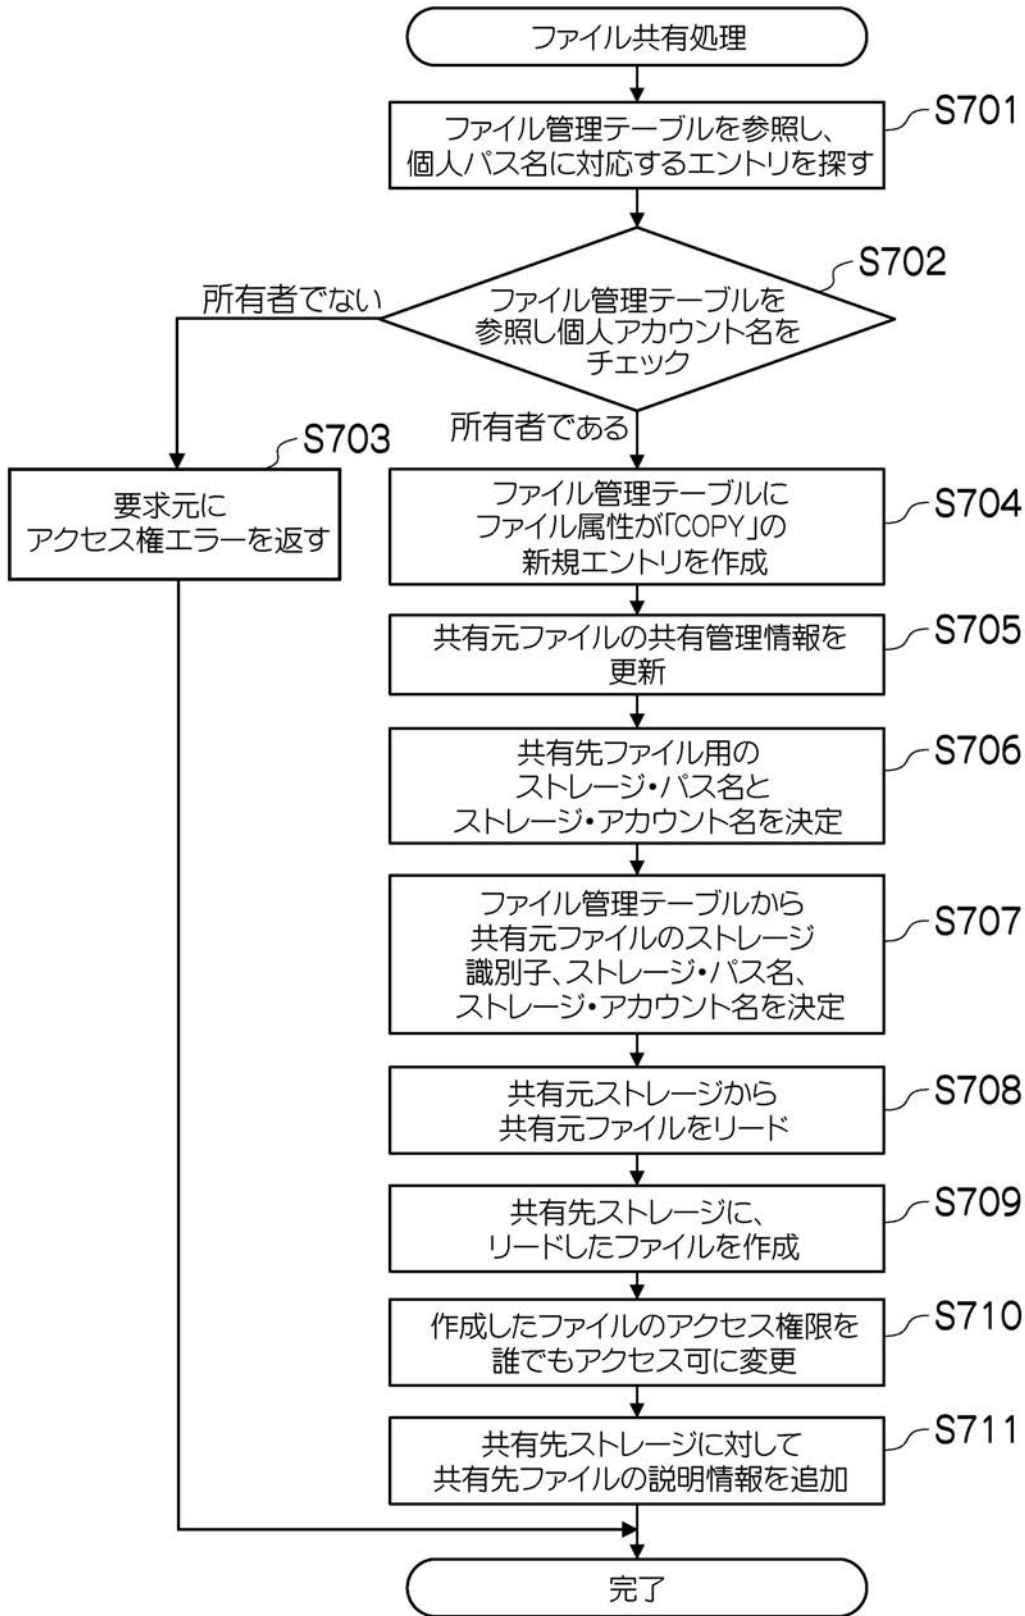 ファイル共有処理
S701
ファイル管理テーブルを参照し、
個人パス名に対応するエントリを探す
S702
所有者でない
ファイル管理テーブルを
参照し個人アカウント名を
チェック
所有者である
S703
要求元に
アクセス権エラーを返す
S704
ファイル管理テーブルに
ファイル属性が「COPY」の
新規エントリを作成
S705
共有元ファイルの共有管理情報を
更新
S706
共有先ファイル用の
ストレージ・パス名と
ストレージ・アカウント名を決定
S707
ファイル管理テーブルから
共有元ファイルのストレージ
識別子、ストレージ・パス名、
ストレージ・アカウント名を決定
S708
共有元ストレージから
共有元ファイルをリード
S709
共有先ストレージに、
リードしたファイルを作成
S710
作成したファイルのアクセス権限を
誰でもアクセス可に変更
S711
共有先ストレージに対して
共有先ファイルの説明情報を追加
完了